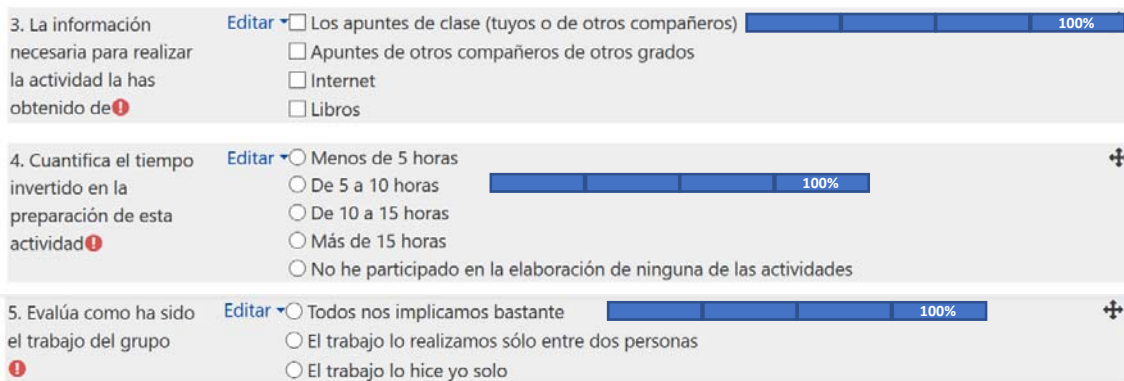 3. La información
necesaria para realizar
la actividad la has
obtenido de
Editar
Los apuntes de clase (tuyos o de otros compañeros) 100%
Apuntes de otros compañeros de otros grados
Internet
Libros
4. Cuantifica el tiempo
invertido en la
preparación de esta
actividad
Editar
Menos de 5 horas
De 5 a 10 horas 100%
De 10 a 15 horas
Más de 15 horas
No he participado en la elaboración de ninguna de las actividades
5. Evalúa como ha sido
el trabajo del grupo
Editar
Todos nos implicamos bastante 100%
El trabajo lo realizamos sólo entre dos personas
El trabajo lo hice yo solo